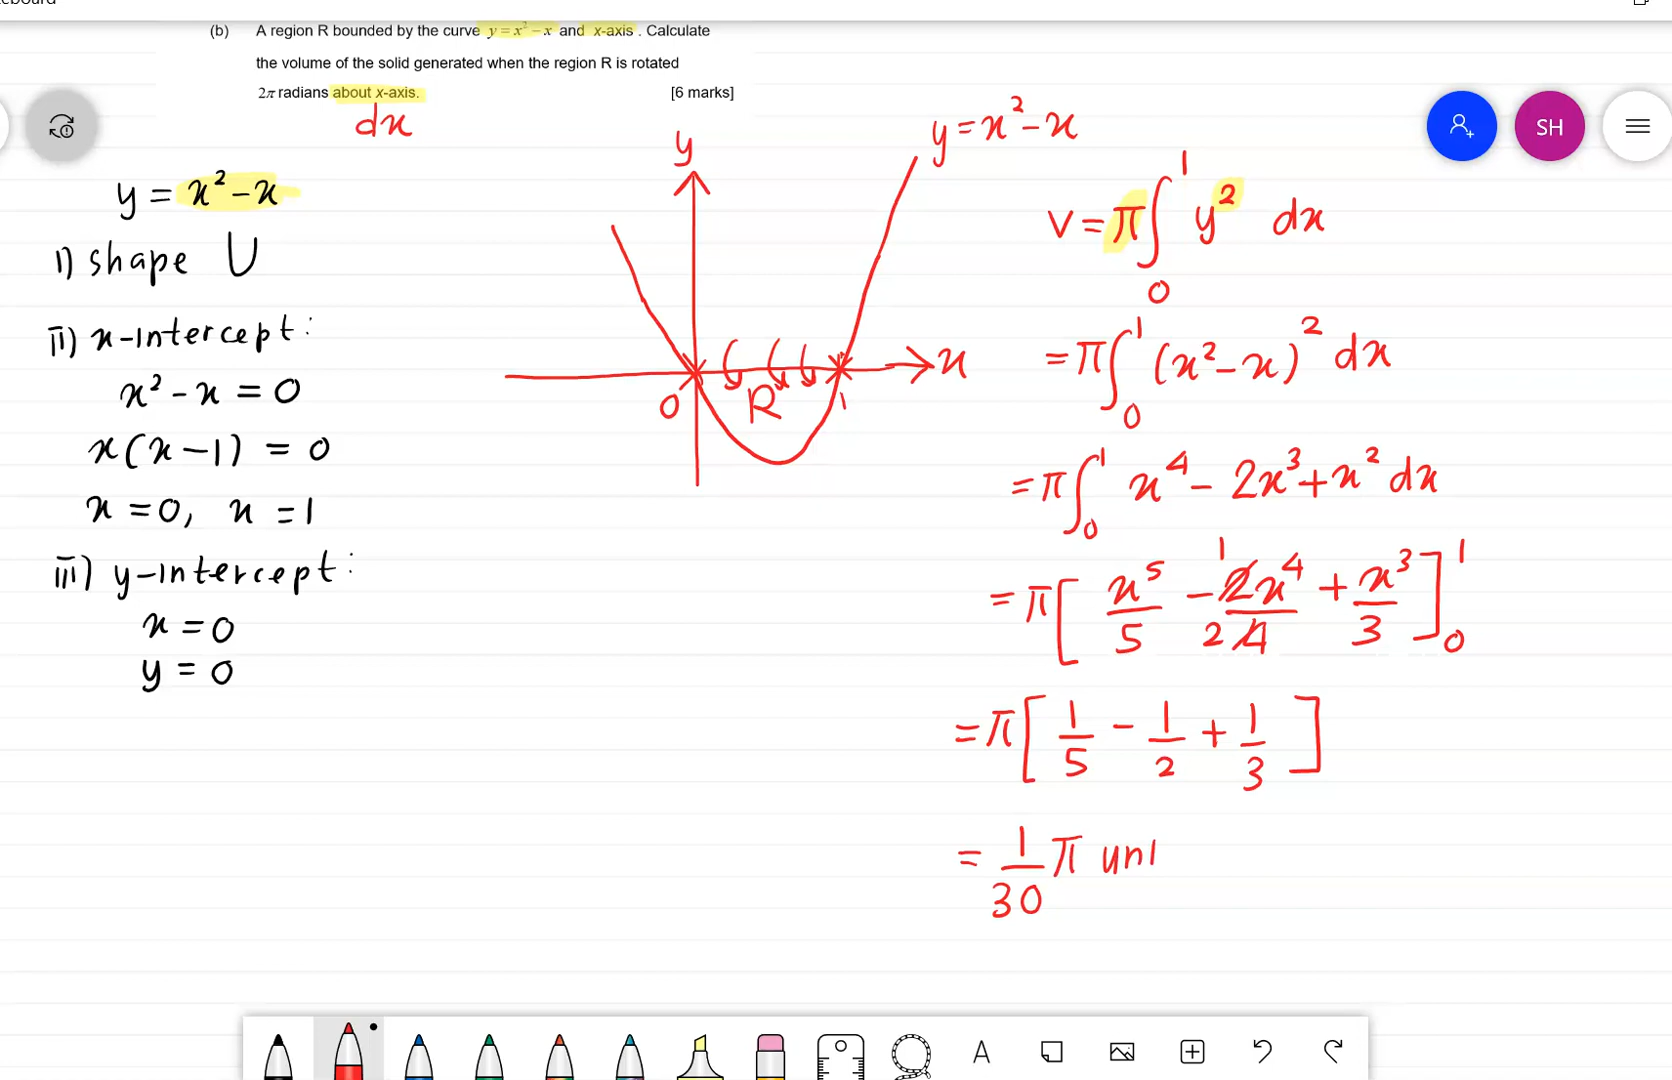 (b) A region R bounded by the curve y = x² − x and x-axis . Calculate
the volume of the solid generated when the region R is rotated
2π radians about x-axis. [6 marks]
dx
y = x² − x
i) shape U
ii) x-intercept:
x² − x = 0
x(x − 1) = 0
x = 0, x = 1
iii) y-intercept:
x = 0
y = 0
y
y = x² − x
x
0
R
1
V = π ∫₀¹ y² dx
= π ∫₀¹ (x² − x)² dx
= π ∫₀¹ x⁴ − 2x³ + x² dx
= π [ x⁵/5 − 1 2x⁴/2 4 + x³/3 ]₀¹
= π [ 1/5 − 1/2 + 1/3 ]
= 1/30 π uni
SH
A